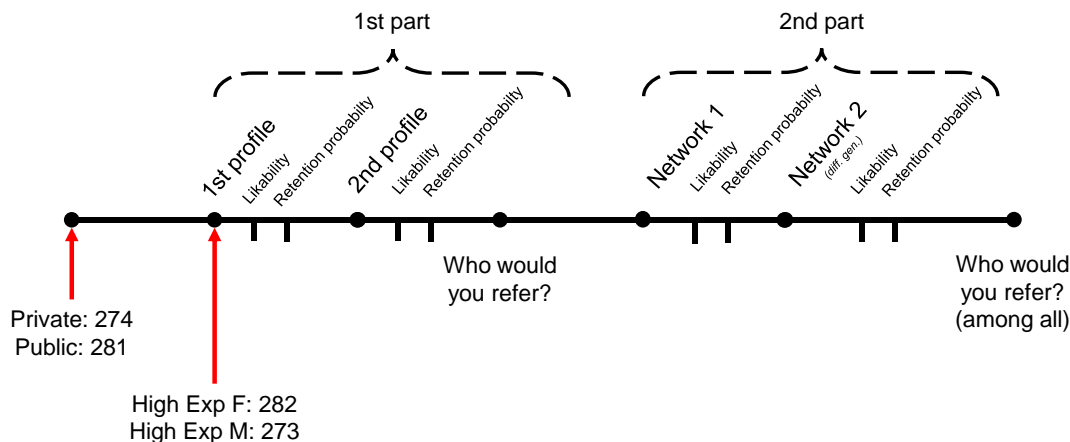 1st part
2nd part
1st profile
Likability
Retention probability
2nd profile
Likability
Retention probabilty
Network 1
Likability
Retention probability
Network 2
(diff. gen.)
Likability
Retention probability
Who would
you refer?
Who would
you refer?
(among all)
Private: 274
Public: 281
High Exp F: 282
High Exp M: 273